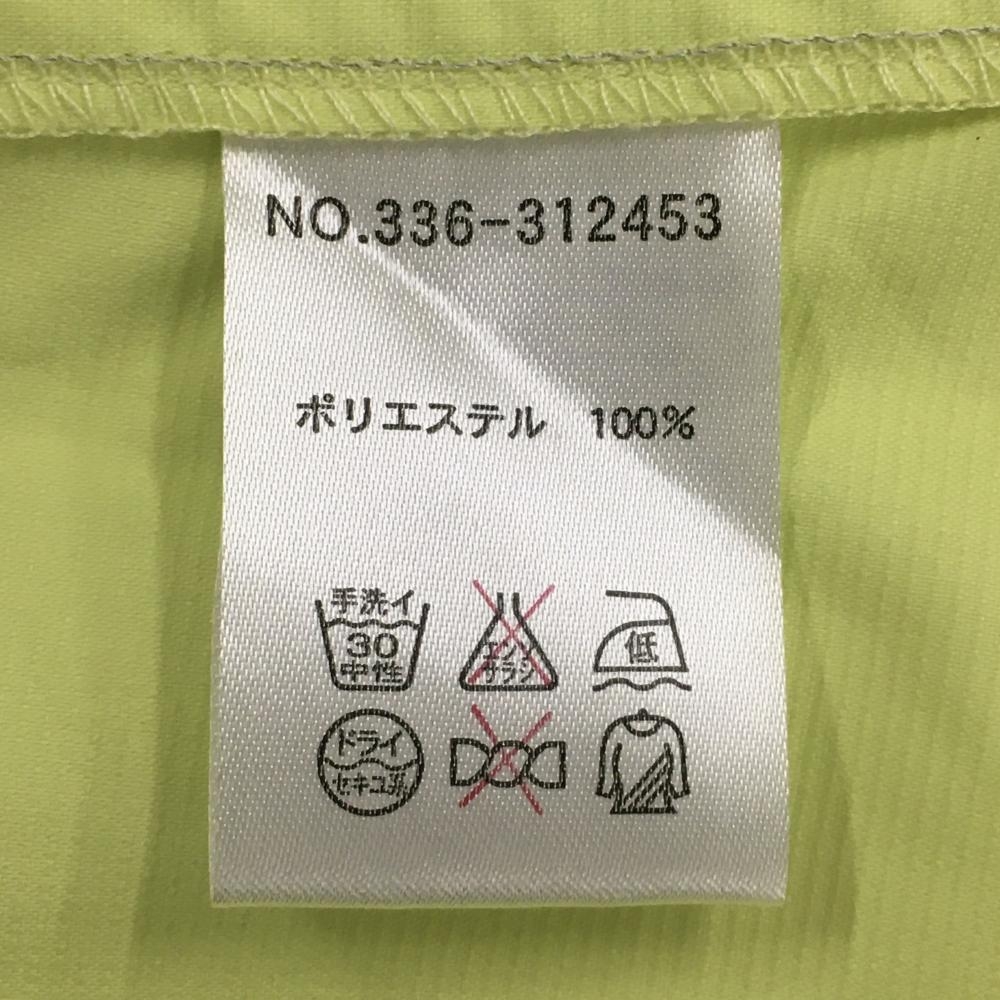 NO.336-312453
ポリエステル 100%
手洗イ
30
中性
エンソ
サラシ
低
ドライ
セキユ系